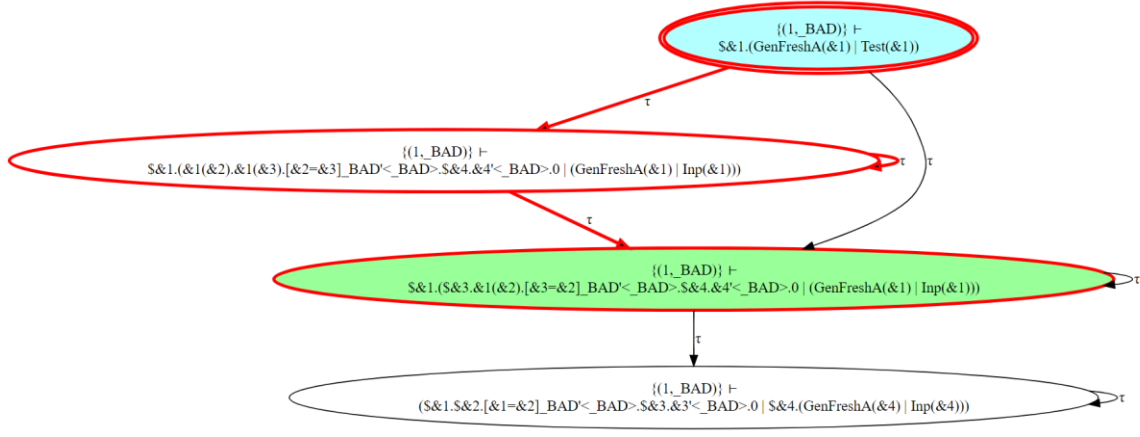 {(1,_BAD)} ⊢
$&1.(GenFreshA(&1) | Test(&1))
τ
{(1,_BAD)} ⊢
$&1.(&1(&2).&1(&3).[&2=&3]_BAD'<_BAD>.$&4.&4'<_BAD>.0 | (GenFreshA(&1) | Inp(&1)))
τ
τ
τ
{(1,_BAD)} ⊢
$&1.($&3.&1(&2).[&3=&2]_BAD'<_BAD>.$&4.&4'<_BAD>.0 | (GenFreshA(&1) | Inp(&1)))
τ
τ
{(1,_BAD)} ⊢
($&1.$&2.[&1=&2]_BAD'<_BAD>.$&3.&3'<_BAD>.0 | $&4.(GenFreshA(&4) | Inp(&4)))
τ